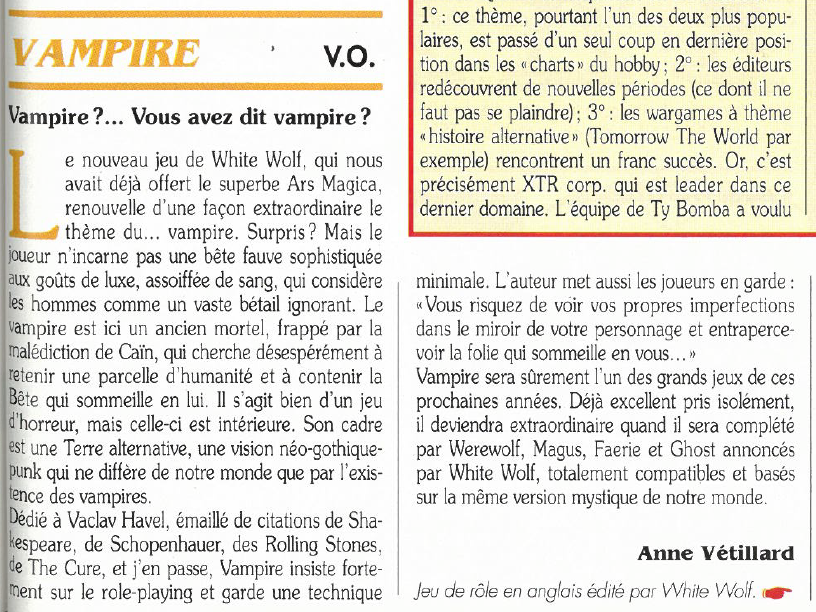 VAMPIRE V.O.
Vampire ?... Vous avez dit vampire ?
Le nouveau jeu de White Wolf, qui nous
avait déjà offert le superbe Ars Magica,
renouvelle d'une façon extraordinaire le
thème du... vampire. Surpris ? Mais le
joueur n'incarne pas une bête fauve sophistiquée
aux goûts de luxe, assoiffée de sang, qui considère
les hommes comme un vaste bétail ignorant. Le
vampire est ici un ancien mortel, frappé par la
malédiction de Caïn, qui cherche désespérément à
retenir une parcelle d'humanité et à contenir la
Bête qui sommeille en lui. Il s'agit bien d'un jeu
d'horreur, mais celle-ci est intérieure. Son cadre
est une Terre alternative, une vision néo-gothique-
punk qui ne diffère de notre monde que par l'exis-
tence des vampires.
Dédié à Vaclav Havel, émaillé de citations de Sha-
kespeare, de Schopenhauer, des Rolling Stones,
de The Cure, et j'en passe, Vampire insiste forte-
ment sur le role-playing et garde une technique
minimale. L'auteur met aussi les joueurs en garde :
«Vous risquez de voir vos propres imperfections
dans le miroir de votre personnage et entraperce-
voir la folie qui sommeille en vous...»
Vampire sera sûrement l'un des grands jeux de ces
prochaines années. Déjà excellent pris isolément,
il deviendra extraordinaire quand il sera complété
par Werewolf, Magus, Faerie et Ghost annoncés
par White Wolf, totalement compatibles et basés
sur la même version mystique de notre monde.
Anne Vétillard
Jeu de rôle en anglais édité par White Wolf.
1° : ce thème, pourtant l'un des deux plus popu-
laires, est passé d'un seul coup en dernière posi-
tion dans les «charts» du hobby ; 2° : les éditeurs
redécouvrent de nouvelles périodes (ce dont il ne
faut pas se plaindre) ; 3° : les wargames à thème
«histoire alternative» (Tomorrow The World par
exemple) rencontrent un franc succès. Or, c'est
précisément XTR corp. qui est leader dans ce
dernier domaine. L'équipe de Ty Bomba a voulu